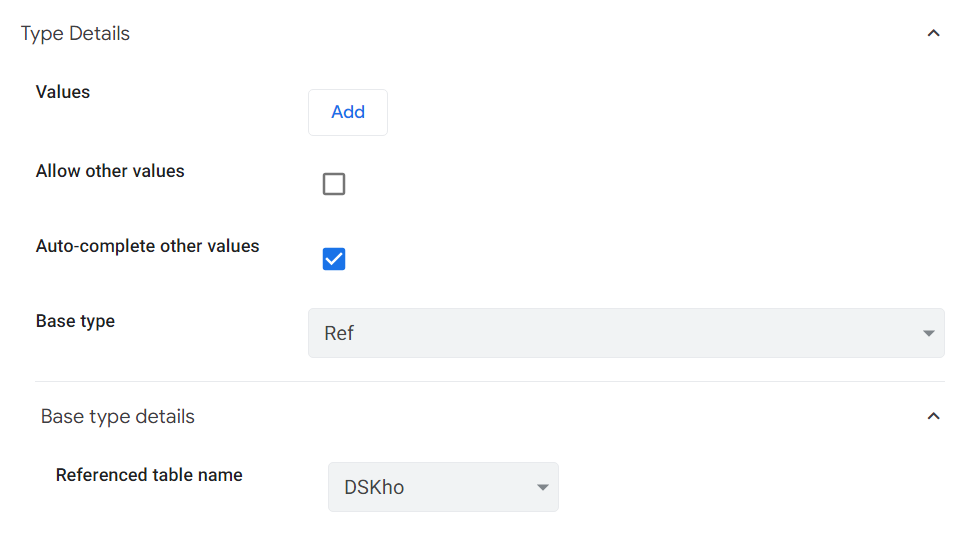 Type Details
Values
Add
Allow other values
Auto-complete other values
Base type
Ref
Base type details
Referenced table name
DSKho